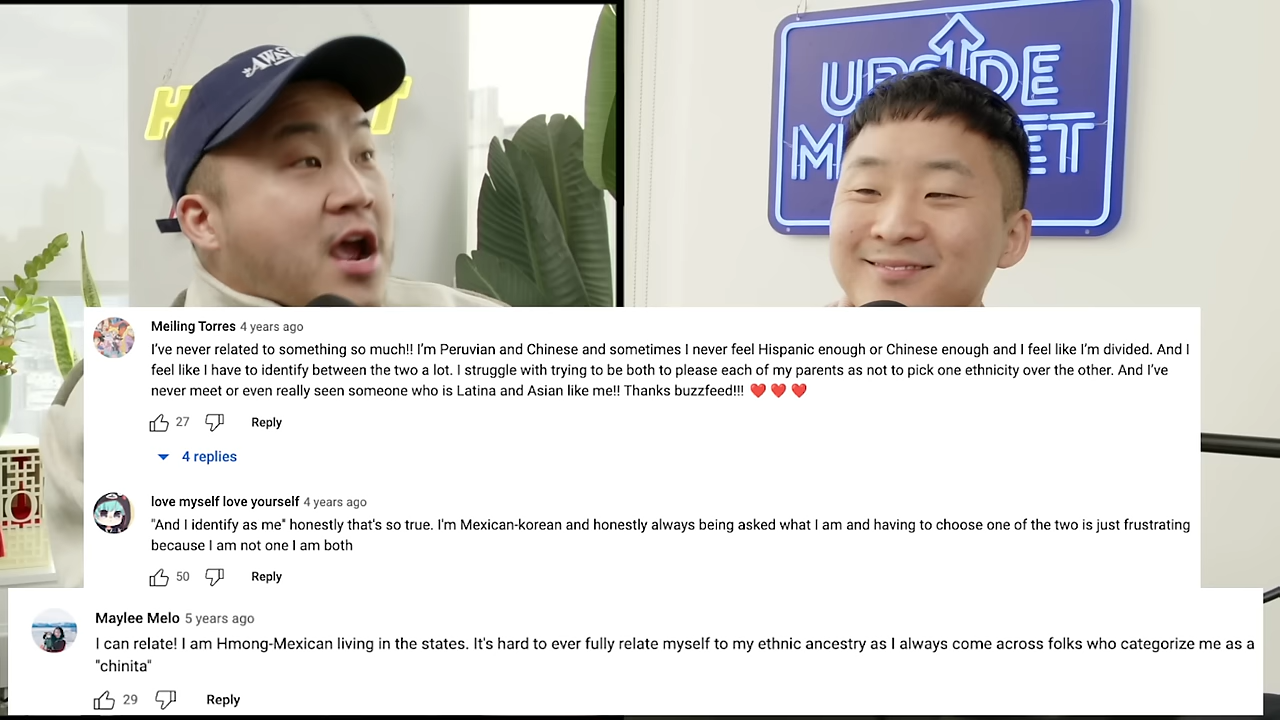 UPSIDE
MARKET
Meiling Torres 4 years ago
I've never related to something so much!! I'm Peruvian and Chinese and sometimes I never feel Hispanic enough or Chinese enough and I feel like I'm divided. And I
feel like I have to identify between the two a lot. I struggle with trying to be both to please each of my parents as not to pick one ethnicity over the other. And I've
never meet or even really seen someone who is Latina and Asian like me!! Thanks buzzfeed!!! ❤️ ❤️ ❤️
27 Reply
4 replies
love myself love yourself 4 years ago
"And I identify as me" honestly that's so true. I'm Mexican-korean and honestly always being asked what I am and having to choose one of the two is just frustrating
because I am not one I am both
50 Reply
Maylee Melo 5 years ago
I can relate! I am Hmong-Mexican living in the states. It's hard to ever fully relate myself to my ethnic ancestry as I always come across folks who categorize me as a
"chinita"
29 Reply